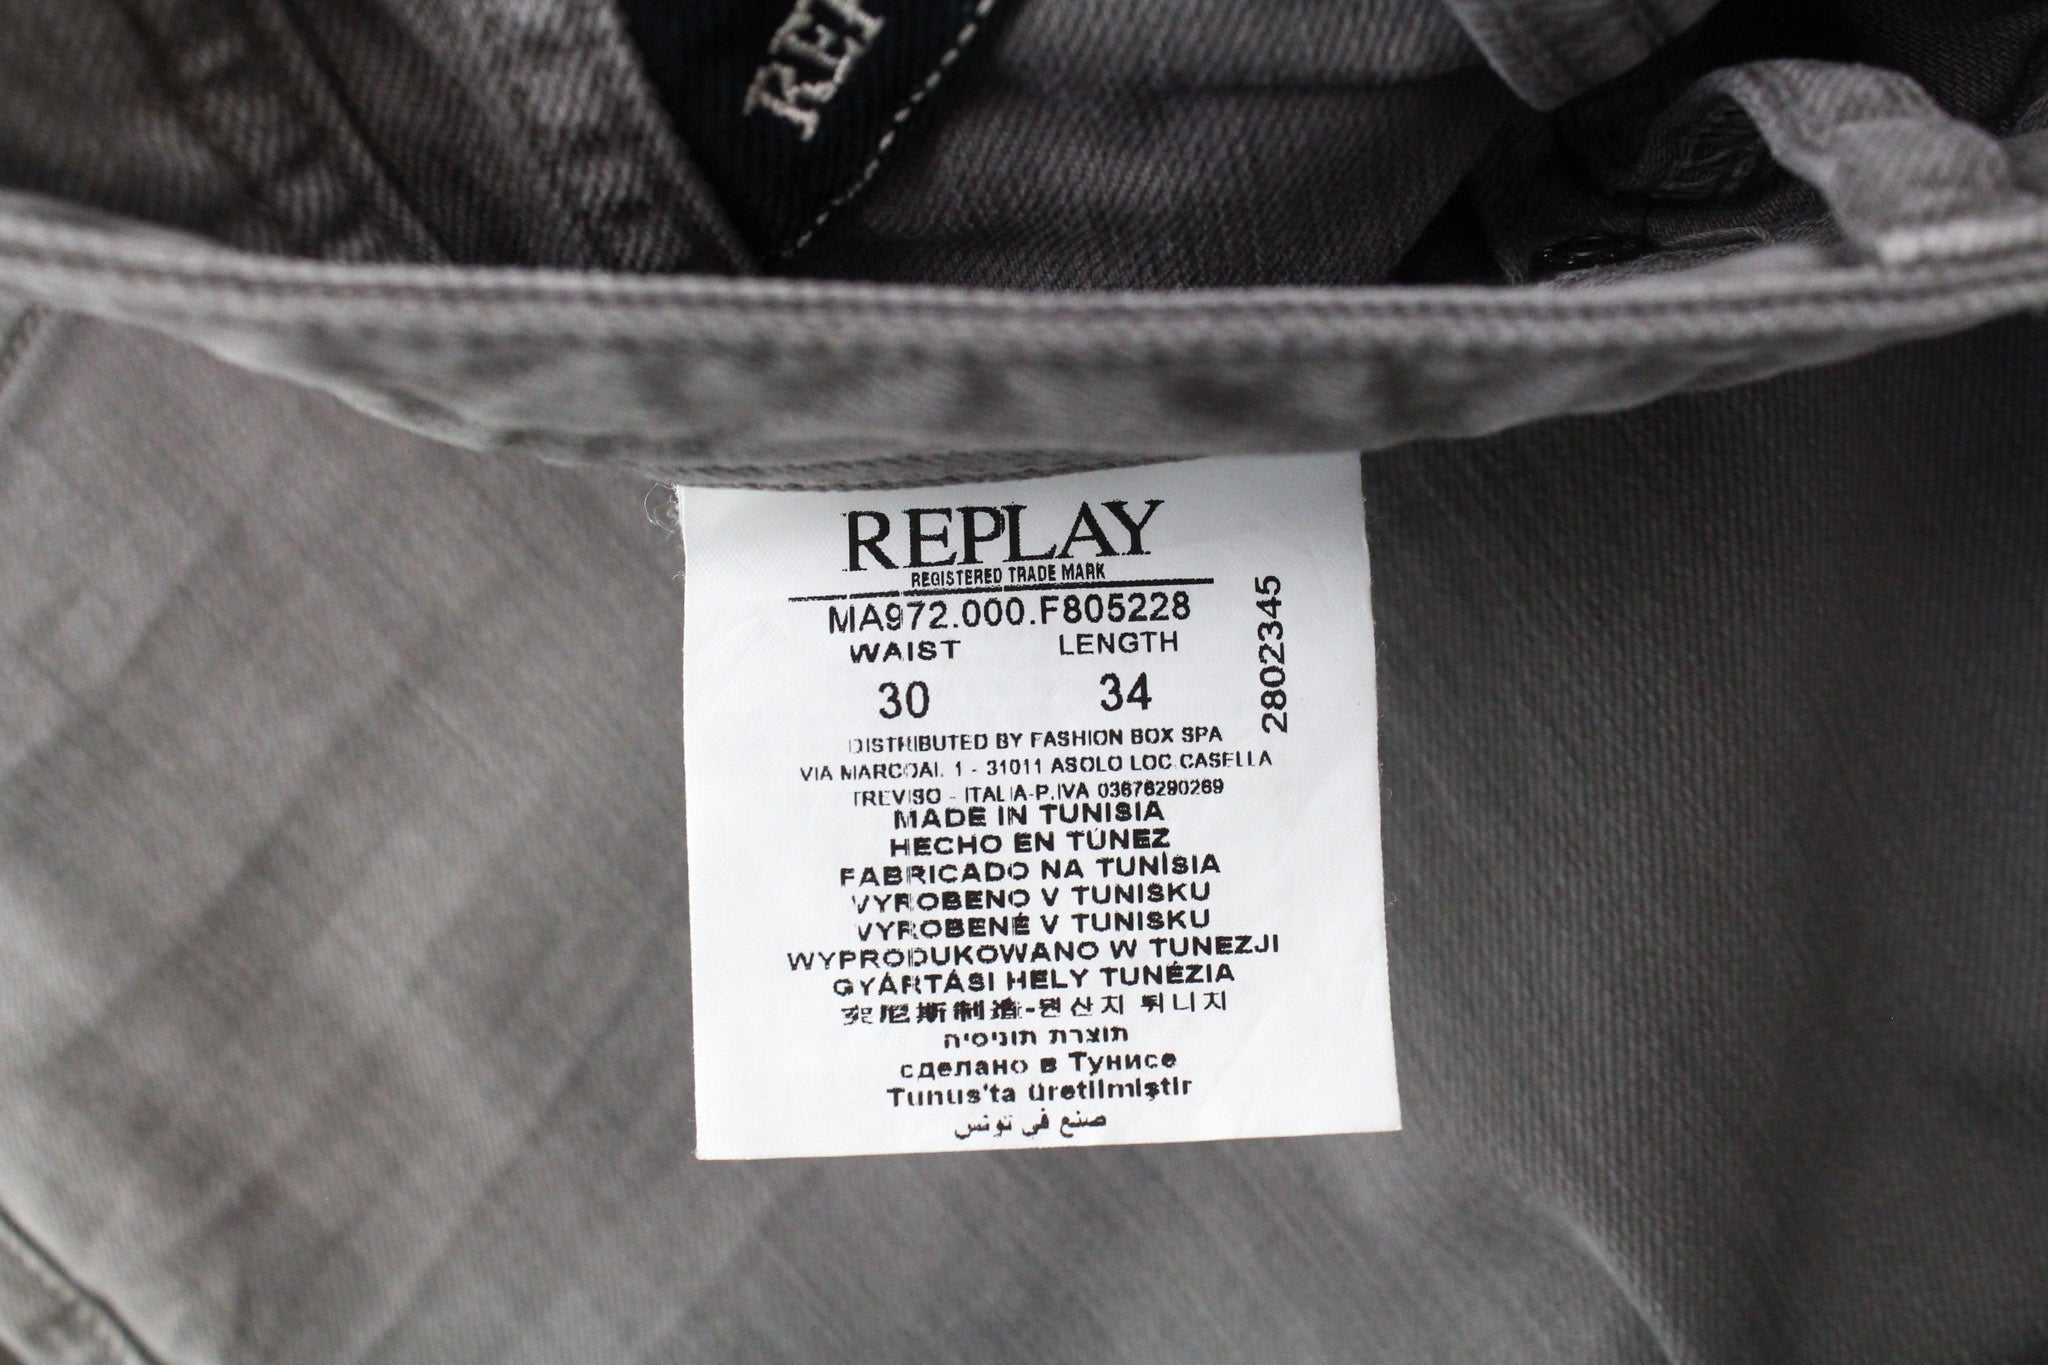 REP
REPLAY
REGISTERED TRADE MARK
MA972.000.F805228
WAIST LENGTH
30 34
2802345
DISTRIBUTED BY FASHION BOX SPA
VIA MARCOAI, 1 - 31011 ASOLO LOC.CASELLA
TREVISO - ITALIA-P.IVA 03676290269
MADE IN TUNISIA
HECHO EN TÚNEZ
FABRICADO NA TUNÍSIA
VYROBENO V TUNISKU
VYROBENÉ V TUNISKU
WYPRODUKOWANO W TUNEZJI
GYÁRTÁSI HELY TUNÉZIA
突尼斯制造-원산지 튀니지
תוצרת תוניסיה
сделано в Тунисе
Tunus'ta üretilmiştir
صنع في تونس